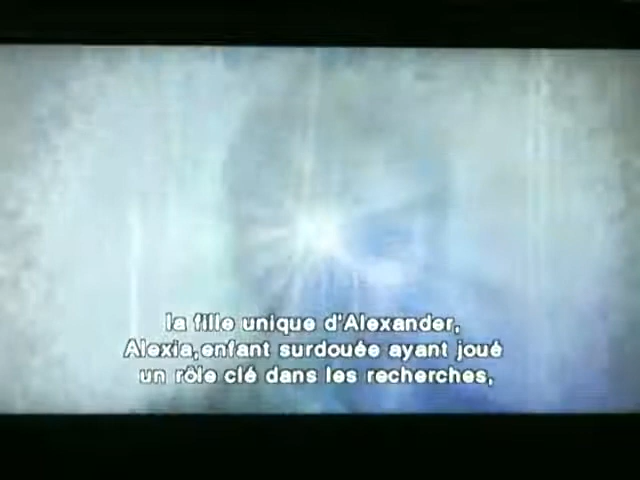 la fille unique d'Alexander,
Alexia,enfant surdouée ayant joué
un rôle clé dans les recherches,